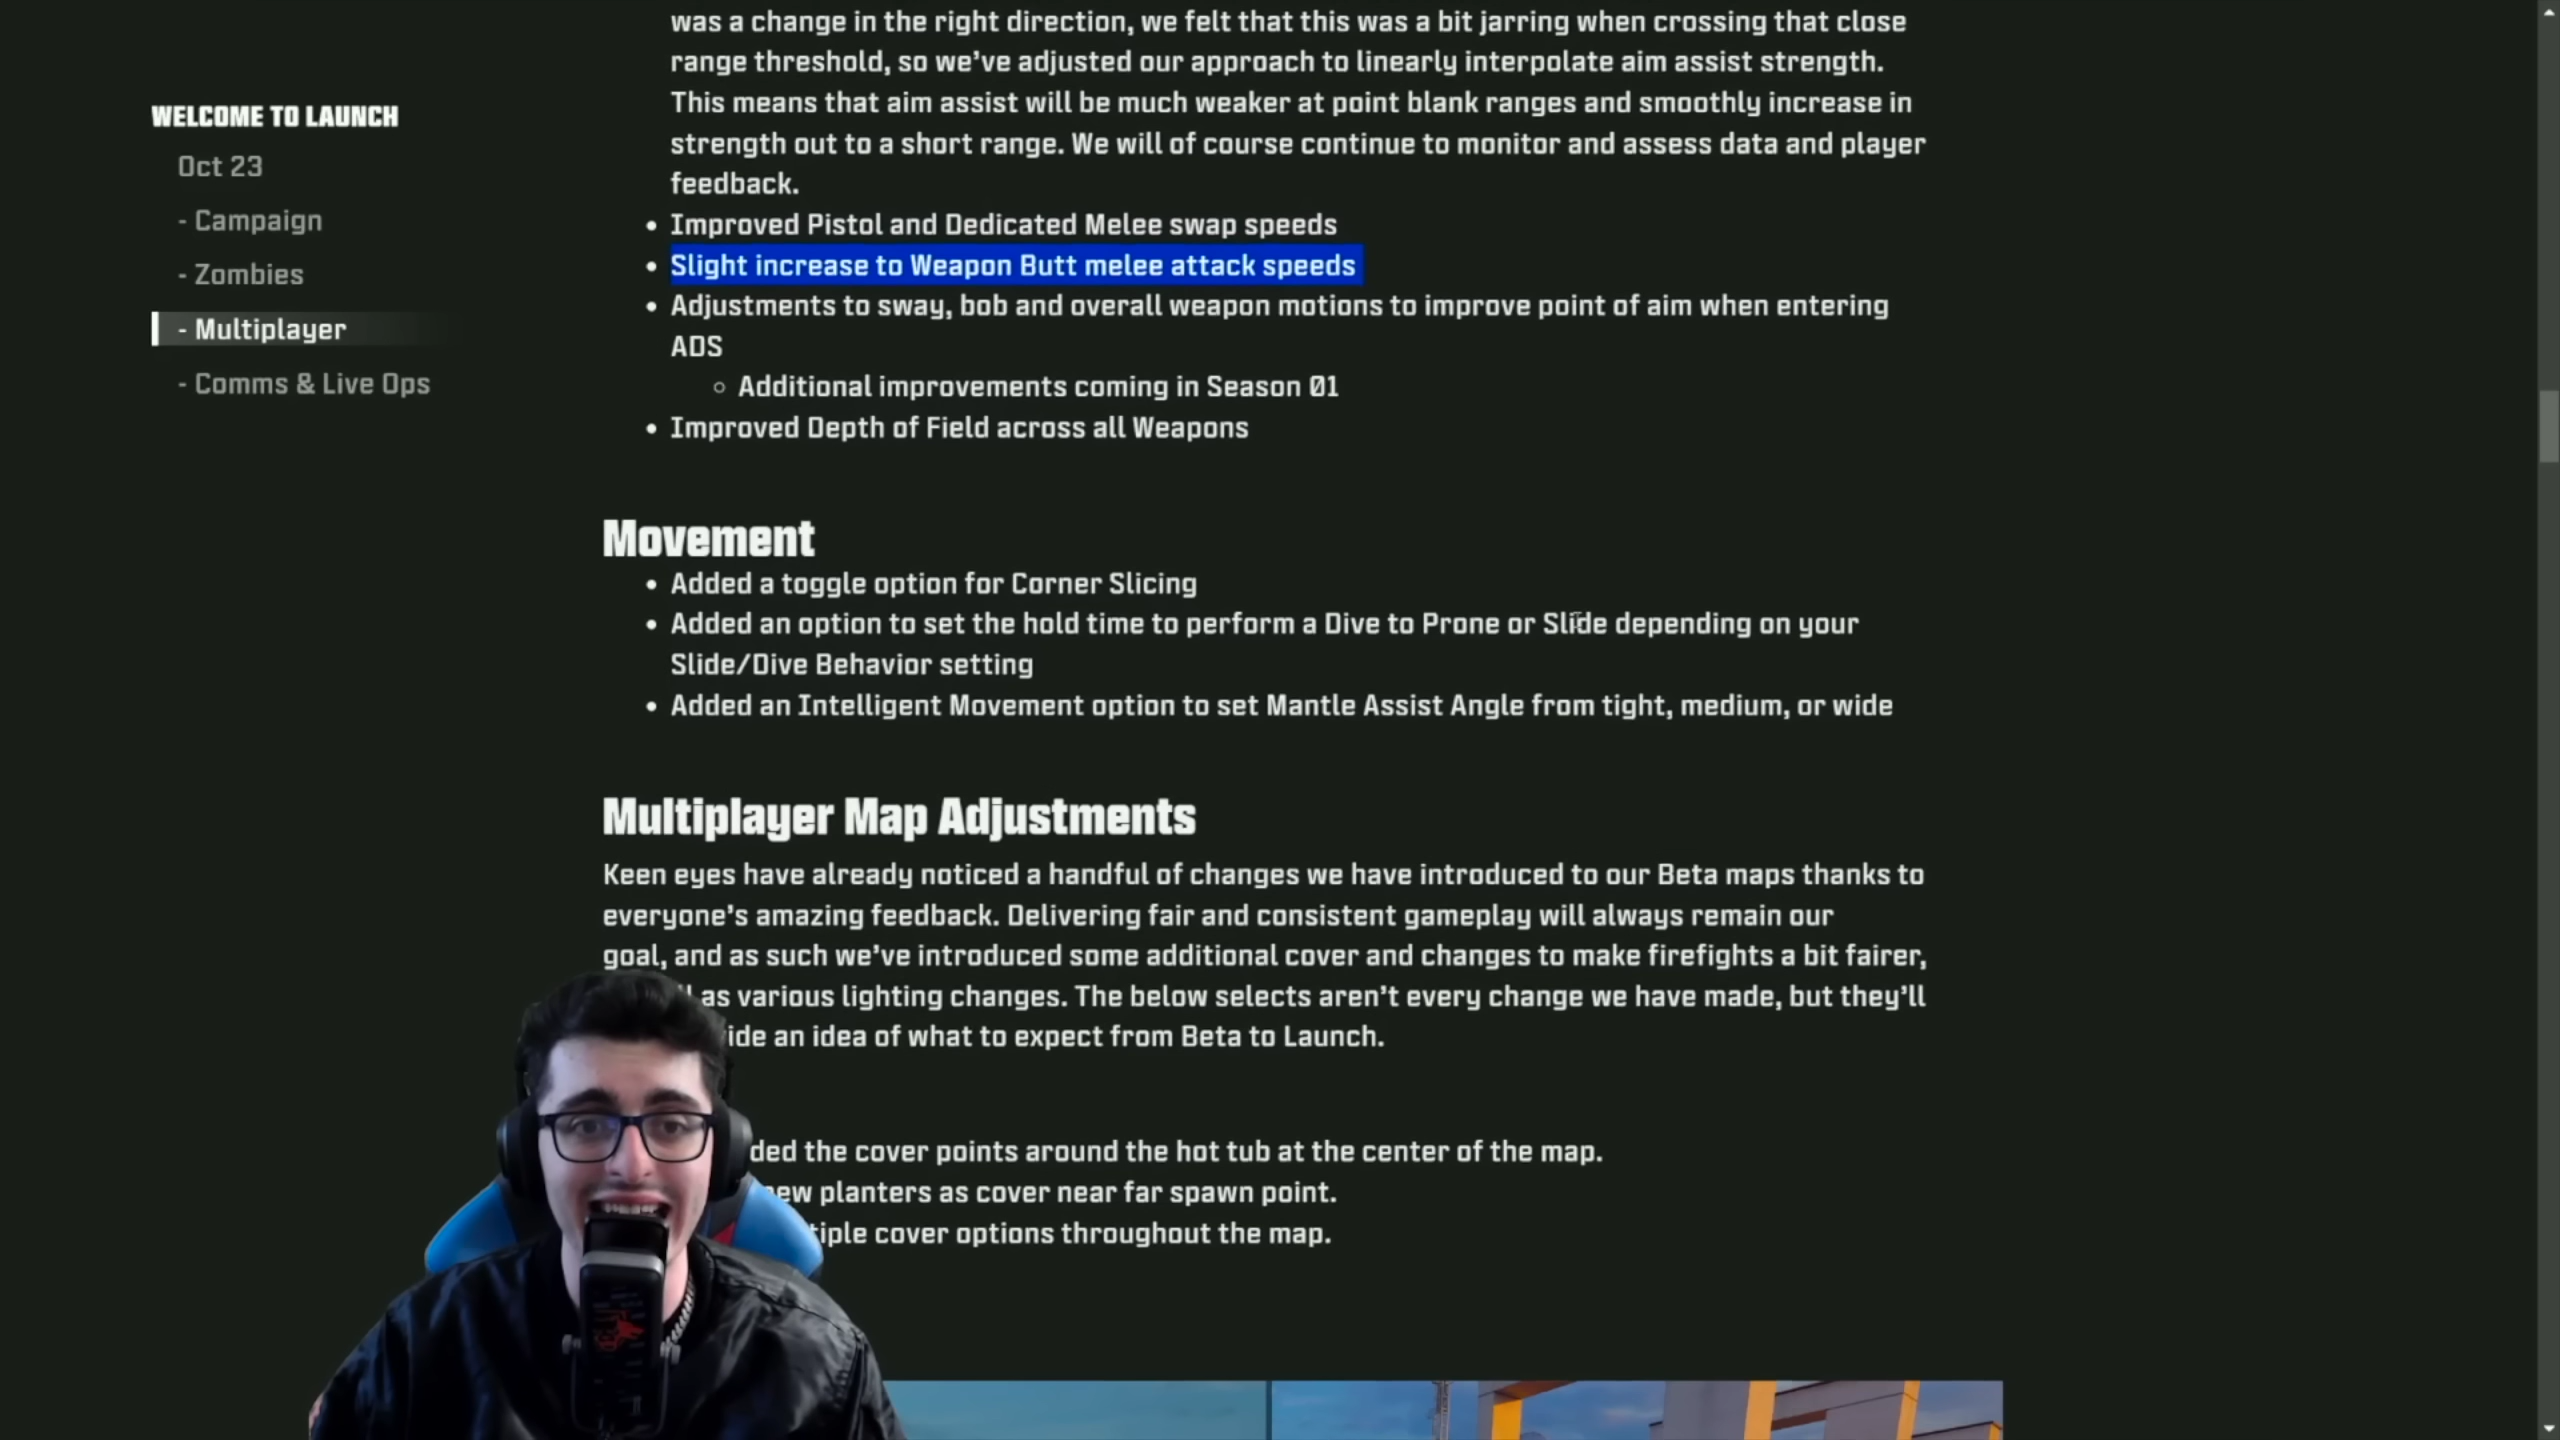 WELCOME TO LAUNCH
Oct 23
- Campaign
- Zombies
- Multiplayer
- Comms & Live Ops
was a change in the right direction, we felt that this was a bit jarring when crossing that close
range threshold, so we've adjusted our approach to linearly interpolate aim assist strength.
This means that aim assist will be much weaker at point blank ranges and smoothly increase in
strength out to a short range. We will of course continue to monitor and assess data and player
feedback.
• Improved Pistol and Dedicated Melee swap speeds
• Slight increase to Weapon Butt melee attack speeds
• Adjustments to sway, bob and overall weapon motions to improve point of aim when entering
ADS
○ Additional improvements coming in Season 01
• Improved Depth of Field across all Weapons
Movement
• Added a toggle option for Corner Slicing
• Added an option to set the hold time to perform a Dive to Prone or Slide depending on your
Slide/Dive Behavior setting
• Added an Intelligent Movement option to set Mantle Assist Angle from tight, medium, or wide
Multiplayer Map Adjustments
Keen eyes have already noticed a handful of changes we have introduced to our Beta maps thanks to
everyone's amazing feedback. Delivering fair and consistent gameplay will always remain our
goal, and as such we've introduced some additional cover and changes to make firefights a bit fairer,
as various lighting changes. The below selects aren't every change we have made, but they'll
ide an idea of what to expect from Beta to Launch.
ded the cover points around the hot tub at the center of the map.
ew planters as cover near far spawn point.
tiple cover options throughout the map.